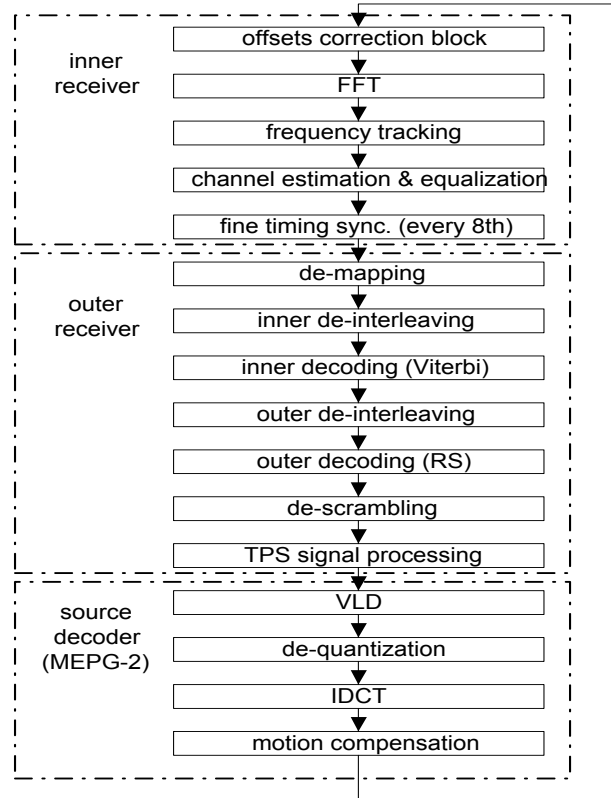 offsets correction block
inner
receiver
FFT
frequency tracking
channel estimation & equalization
fine timing sync. (every 8th)
de-mapping
outer
receiver
inner de-interleaving
inner decoding (Viterbi)
outer de-interleaving
outer decoding (RS)
de-scrambling
TPS signal processing
source
decoder
(MEPG-2)
VLD
de-quantization
IDCT
motion compensation